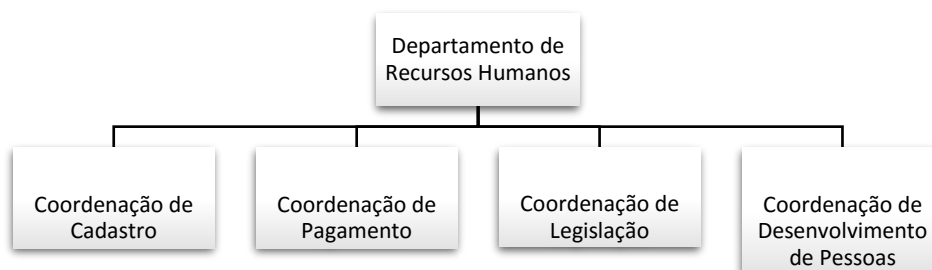 Departamento de
Recursos Humanos
Coordenação de
Cadastro
Coordenação de
Pagamento
Coordenação de
Legislação
Coordenação de
Desenvolvimento
de Pessoas